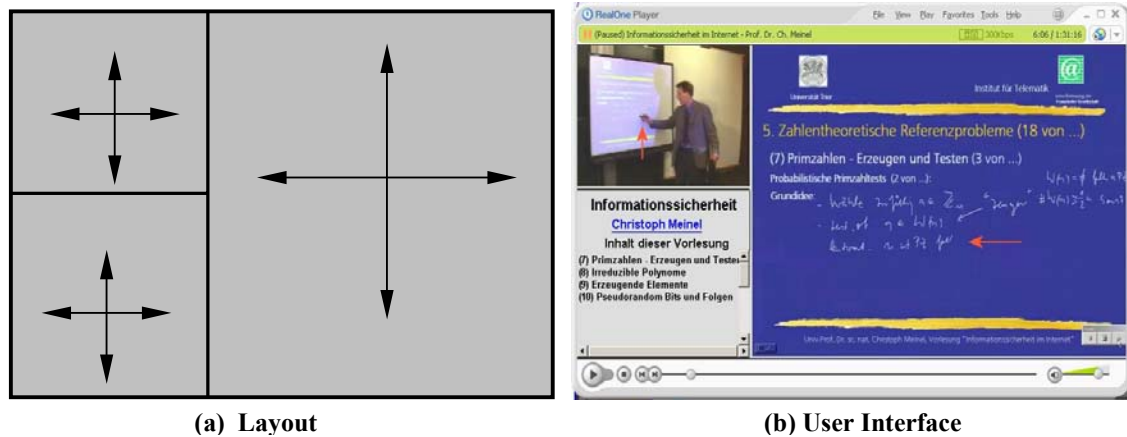 RealOne Player
File View Play Favorites Tools Help
(Paused) Informationssicherheit im Internet - Prof. Dr. Ch. Meinel
300kbps
6:06 / 1:31:16
Universität Trier
Institut für Telematik
5. Zahlentheoretische Referenzprobleme (18 von ...)
(7) Primzahlen - Erzeugen und Testen (3 von ...)
Probabilistische Primzahltests (2 von ...):
Grundidee:
Informationssicherheit
Christoph Meinel
Inhalt dieser Vorlesung
(7) Primzahlen - Erzeugen und Testen
(8) Irreduzible Polynome
(9) Erzeugende Elemente
(10) Pseudorandom Bits und Folgen
Univ.Prof. Dr. sc. nat. Christoph Meinel, Vorlesung "Informationssicherheit im Internet"
(a) Layout
(b) User Interface